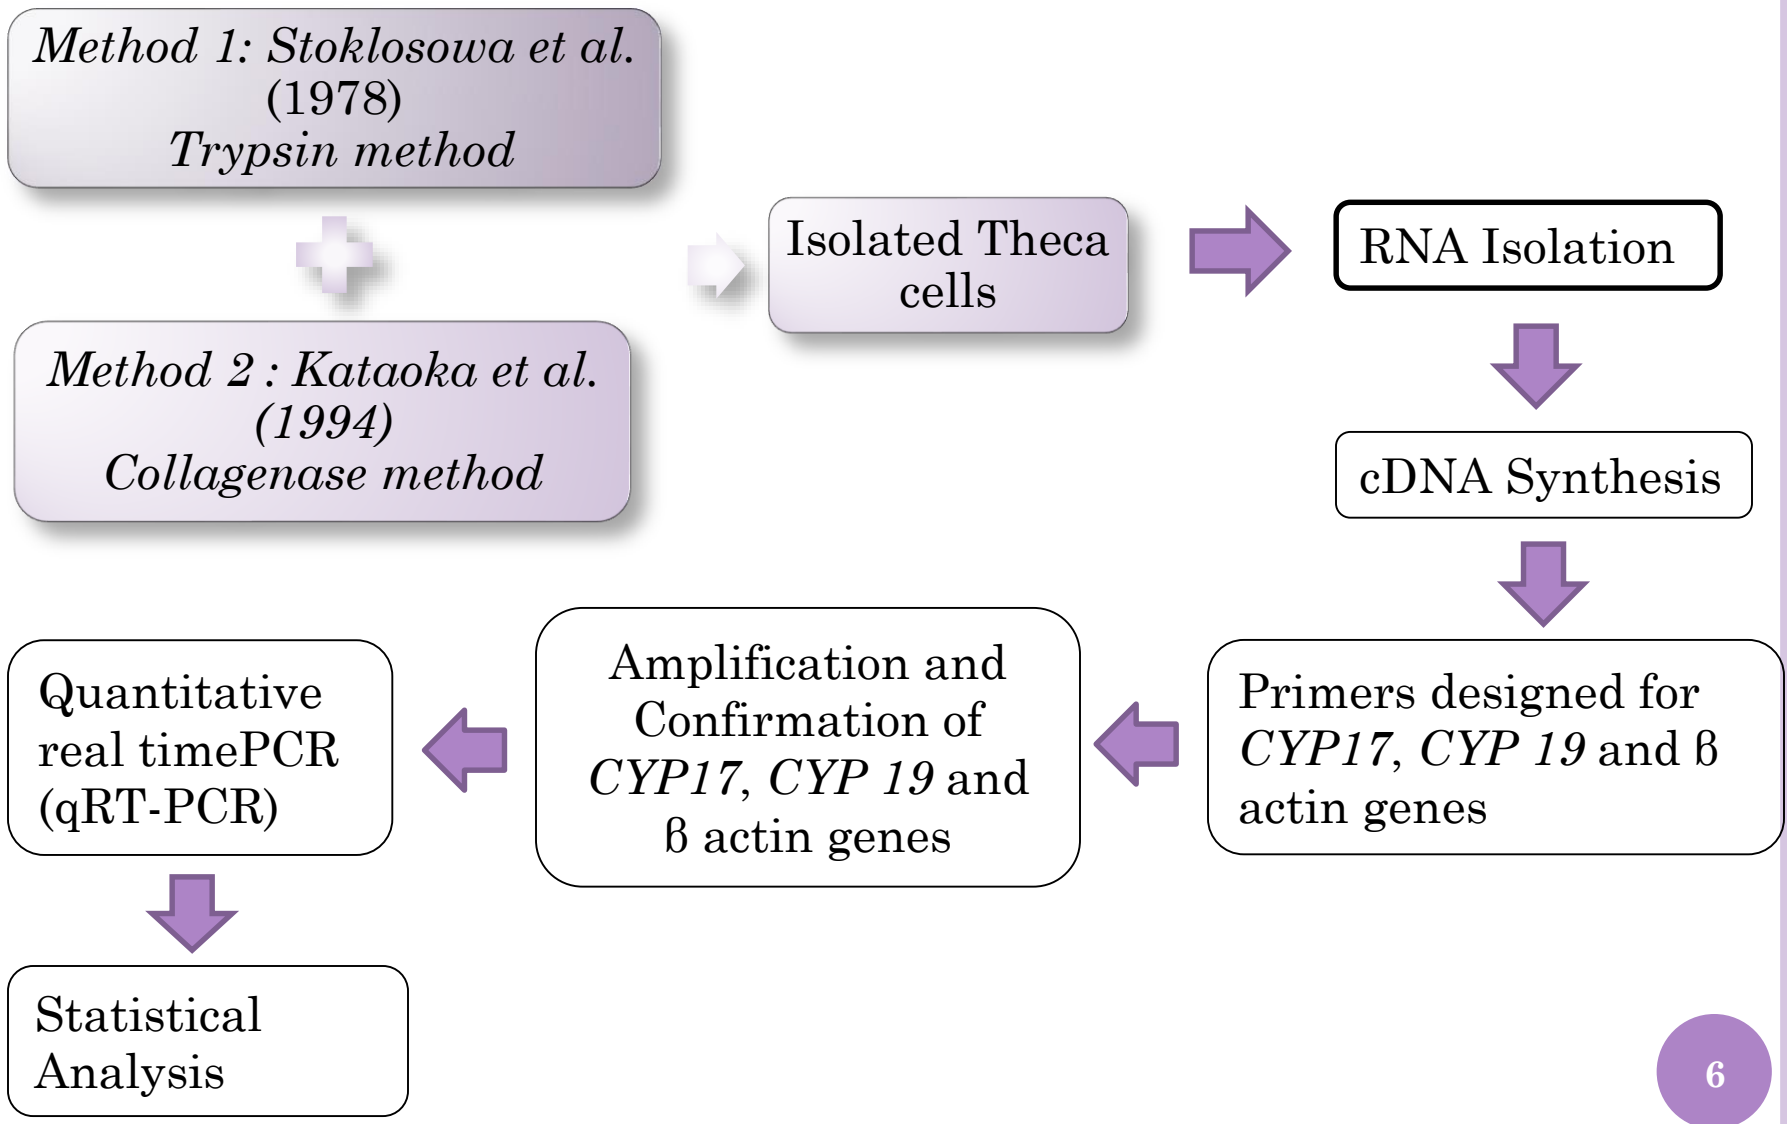 Method 1: Stoklosowa et al.
(1978)
Trypsin method
Method 2 : Kataoka et al.
(1994)
Collagenase method
Isolated Theca
cells
RNA Isolation
cDNA Synthesis
Primers designed for
CYP17, CYP 19 and ß
actin genes
Amplification and
Confirmation of
CYP17, CYP 19 and
ß actin genes
Quantitative
real timePCR
(qRT-PCR)
Statistical
Analysis
6